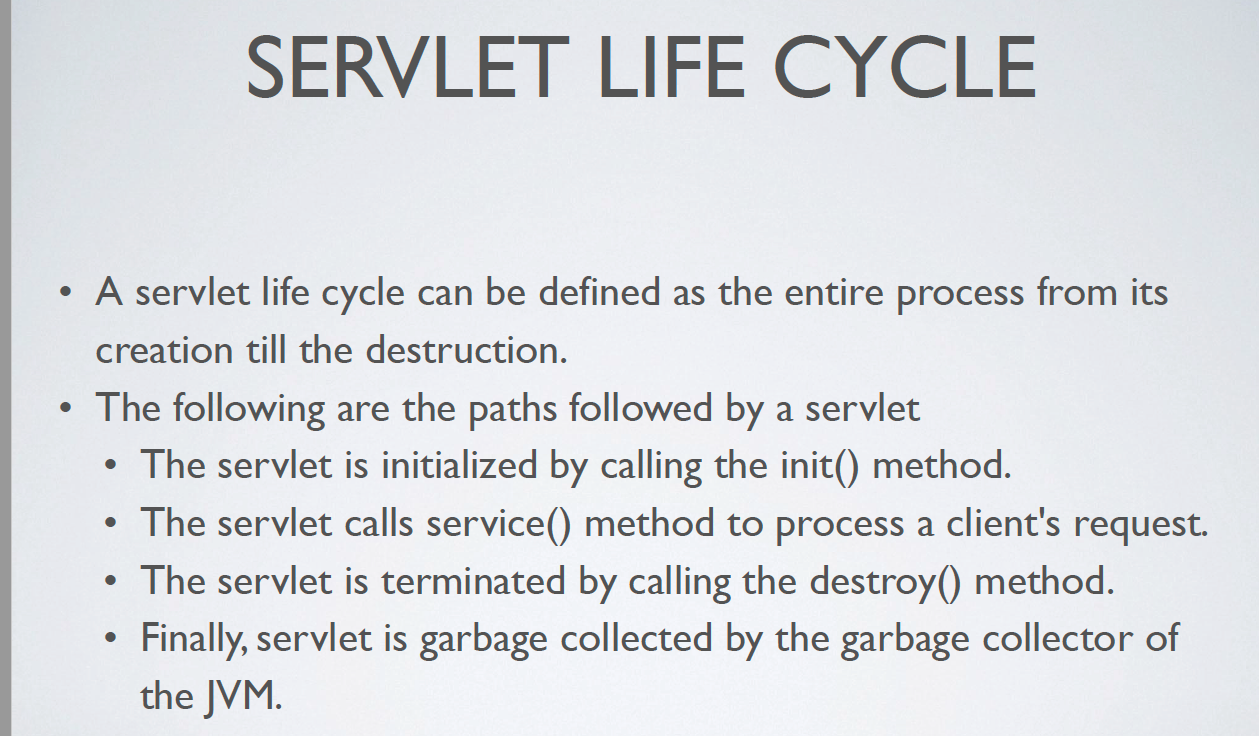 SERVLET LIFE CYCLE
• A servlet life cycle can be defined as the entire process from its
creation till the destruction.
• The following are the paths followed by a servlet
• The servlet is initialized by calling the init() method.
• The servlet calls service() method to process a client's request.
• The servlet is terminated by calling the destroy() method.
• Finally, servlet is garbage collected by the garbage collector of
the JVM.